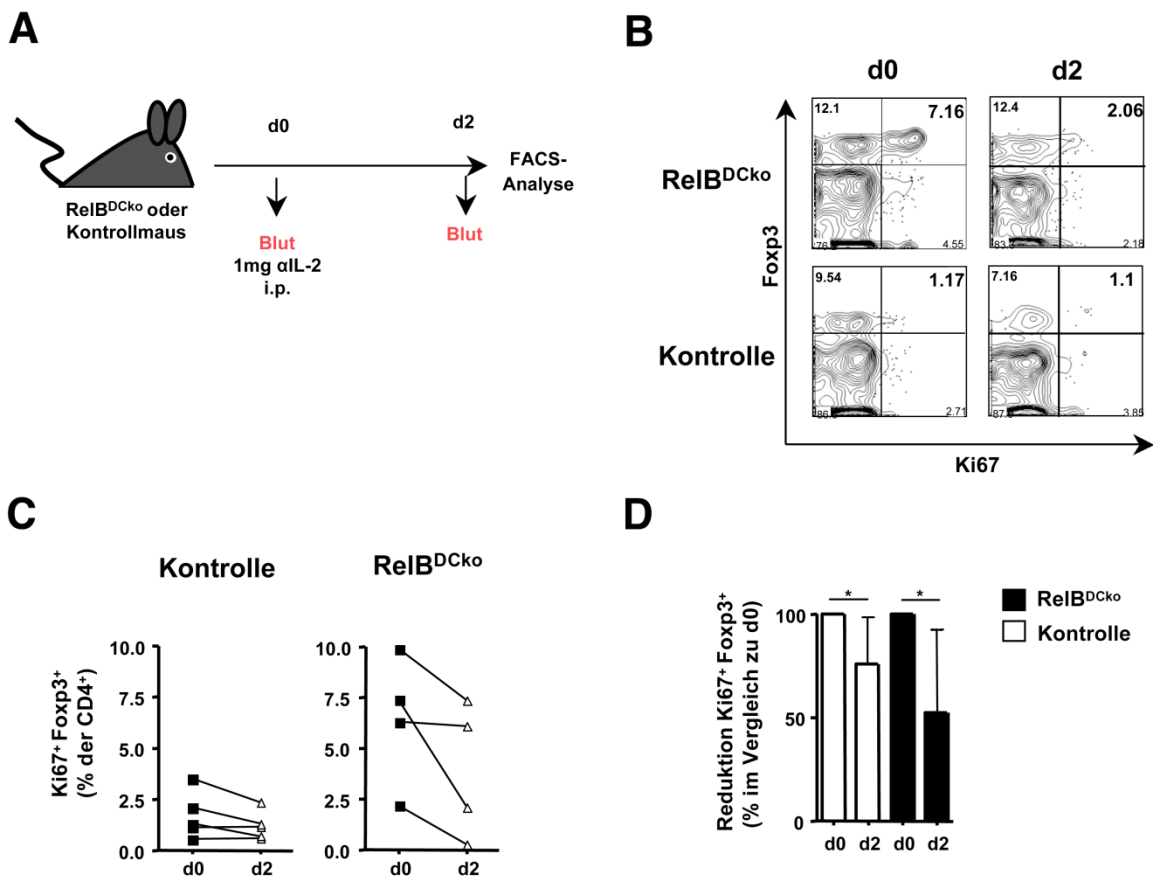 A
d0
d2
FACS-
Analyse
RelB^DCko oder
Kontrollmaus
Blut
1mg αIL-2
i.p.
Blut
B
d0
d2
RelB^DCko
12.1
7.16
4.55
12.4
2.06
2.18
Foxp3
Kontrolle
9.54
1.17
2.71
7.16
1.1
3.85
Ki67
C
Kontrolle
RelB^DCko
Ki67⁺ Foxp3⁺
(% der CD4⁺)
10.0
7.5
5.0
2.5
0.0
d0
d2
10.0
7.5
5.0
2.5
0.0
d0
d2
D
Reduktion Ki67⁺ Foxp3⁺
(% im Vergleich zu d0)
100
50
0
*
*
d0
d2
d0
d2
RelB^DCko
Kontrolle